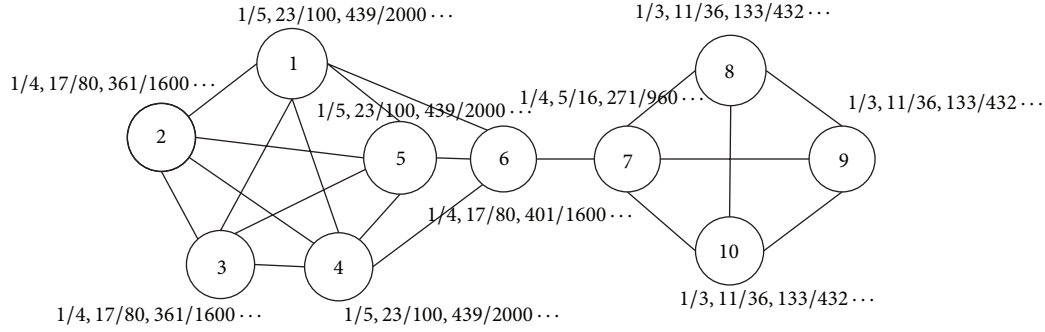 1/5, 23/100, 439/2000 ···
1/3, 11/36, 133/432 ···
1
8
1/4, 17/80, 361/1600 ···
1/5, 23/100, 439/2000 ···
1/4, 5/16, 271/960 ···
1/3, 11/36, 133/432 ···
2
5
6
7
9
1/4, 17/80, 401/1600 ···
3
4
10
1/4, 17/80, 361/1600 ···
1/5, 23/100, 439/2000 ···
1/3, 11/36, 133/432 ···